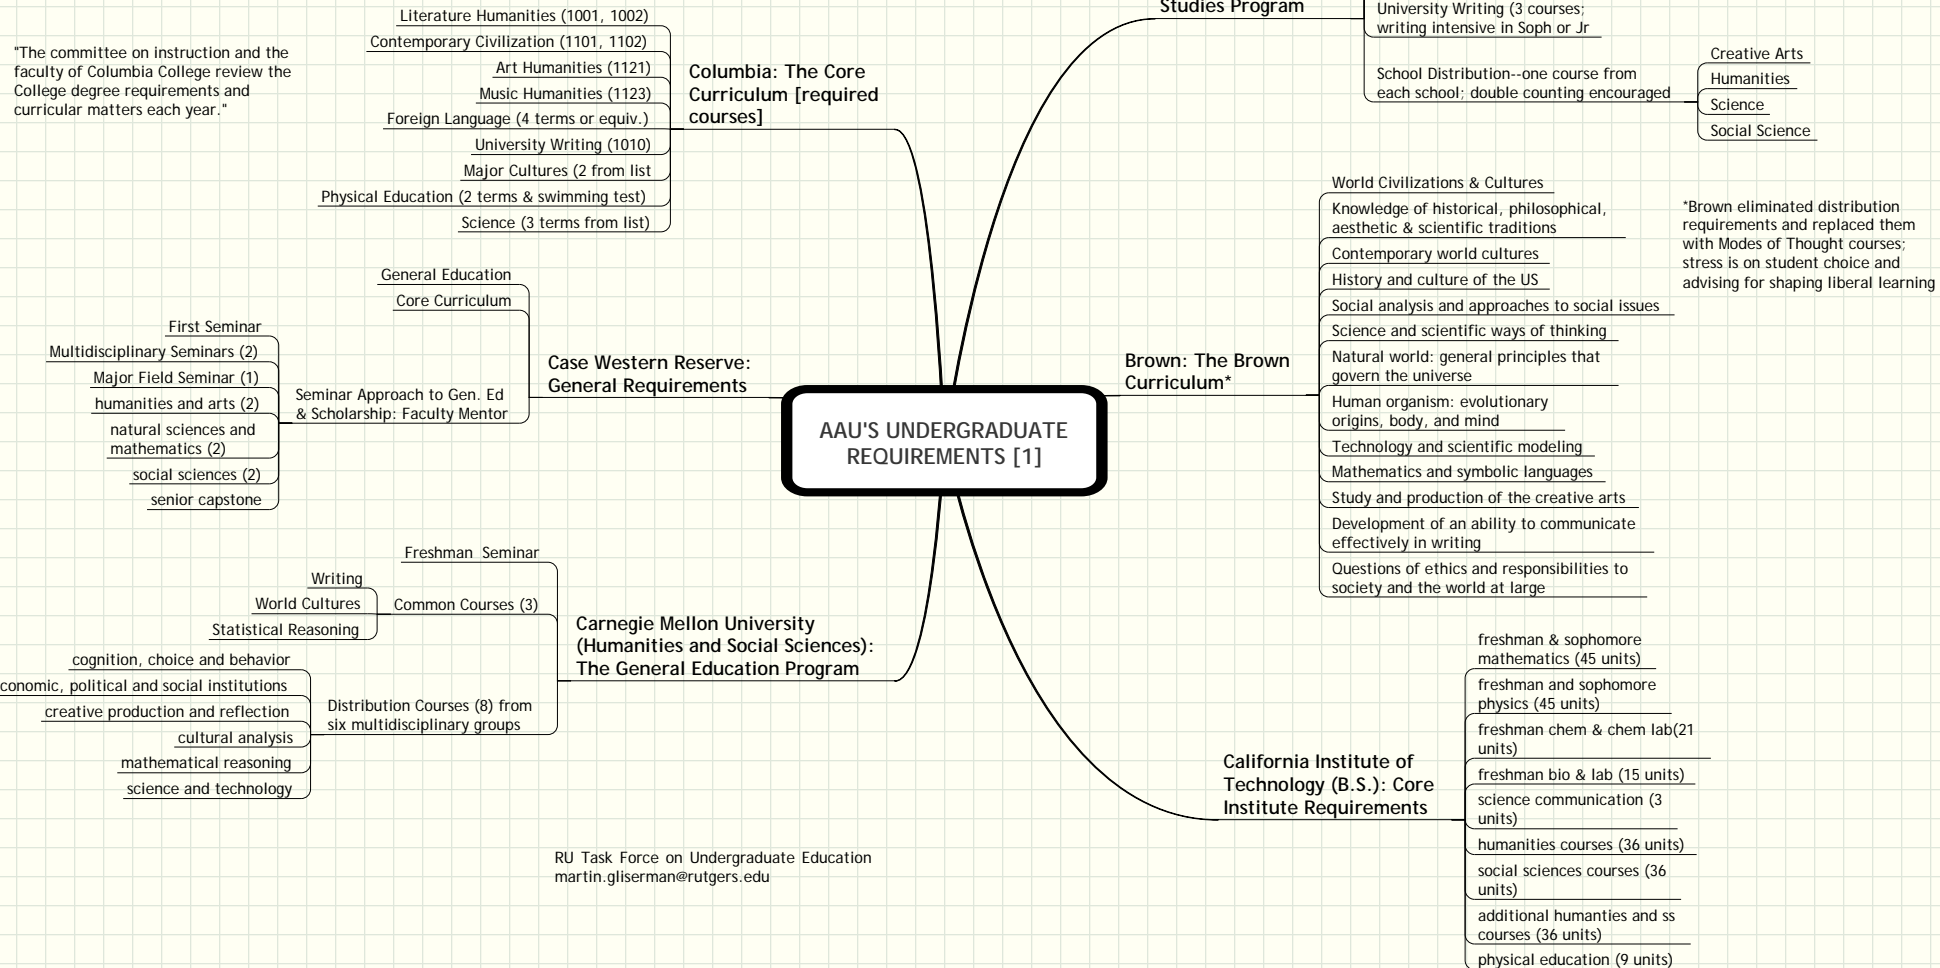 Literature Humanities (1001, 1002)
Contemporary Civilization (1101, 1102)
Art Humanities (1121)
Music Humanities (1123)
Foreign Language (4 terms or equiv.)
University Writing (1010)
Major Cultures (2 from list
Physical Education (2 terms & swimming test)
Science (3 terms from list)
"The committee on instruction and the
faculty of Columbia College review the
College degree requirements and
curricular matters each year."
Columbia: The Core
Curriculum [required
courses]
General Education
Core Curriculum
First Seminar
Multidisciplinary Seminars (2)
Major Field Seminar (1)
humanities and arts (2)
natural sciences and
mathematics (2)
social sciences (2)
senior capstone
Seminar Approach to Gen. Ed
& Scholarship: Faculty Mentor
Case Western Reserve:
General Requirements
Freshman Seminar
Writing
World Cultures
Statistical Reasoning
Common Courses (3)
cognition, choice and behavior
conomic, political and social institutions
creative production and reflection
cultural analysis
mathematical reasoning
science and technology
Distribution Courses (8) from
six multidisciplinary groups
Carnegie Mellon University
(Humanities and Social Sciences):
The General Education Program
AAU'S UNDERGRADUATE
REQUIREMENTS [1]
RU Task Force on Undergraduate Education
martin.gliserman@rutgers.edu
Studies Program
University Writing (3 courses;
writing intensive in Soph or Jr
School Distribution--one course from
each school; double counting encouraged
Creative Arts
Humanities
Science
Social Science
Brown: The Brown
Curriculum*
World Civilizations & Cultures
Knowledge of historical, philosophical,
aesthetic & scientific traditions
Contemporary world cultures
History and culture of the US
Social analysis and approaches to social issues
Science and scientific ways of thinking
Natural world: general principles that
govern the universe
Human organism: evolutionary
origins, body, and mind
Technology and scientific modeling
Mathematics and symbolic languages
Study and production of the creative arts
Development of an ability to communicate
effectively in writing
Questions of ethics and responsibilities to
society and the world at large
*Brown eliminated distribution
requirements and replaced them
with Modes of Thought courses;
stress is on student choice and
advising for shaping liberal learning
California Institute of
Technology (B.S.): Core
Institute Requirements
freshman & sophomore
mathematics (45 units)
freshman and sophomore
physics (45 units)
freshman chem & chem lab(21
units)
freshman bio & lab (15 units)
science communication (3
units)
humanities courses (36 units)
social sciences courses (36
units)
additional humanties and ss
courses (36 units)
physical education (9 units)